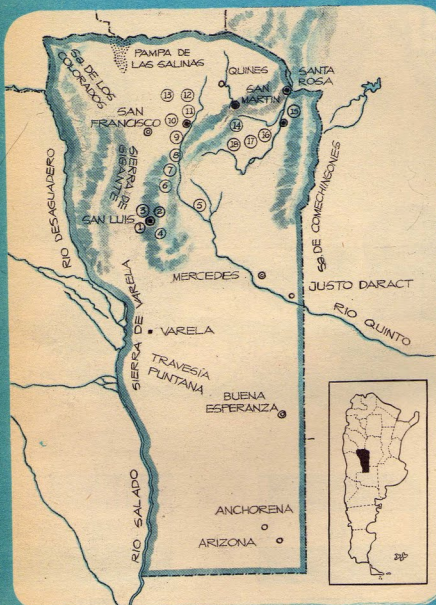 PAMPA DE
LAS SALINAS
Sª DE LOS
COLORADOS
QUINES
SANTA
ROSA
SAN
MARTIN
SAN
FRANCISCO
13
12
11
10
9
8
7
6
5
14
15
16
17
18
SIERRA DE
GIGANTE
SAN LUIS
3
2
1
4
RIO DESAGUADERO
Sª DE COMECHINGONES
MERCEDES
JUSTO DARACT
RIO QUINTO
SIERRA DE VARELA
VARELA
TRAVESÍA
PUNTANA
BUENA
ESPERANZA
RIO SALADO
ANCHORENA
ARIZONA